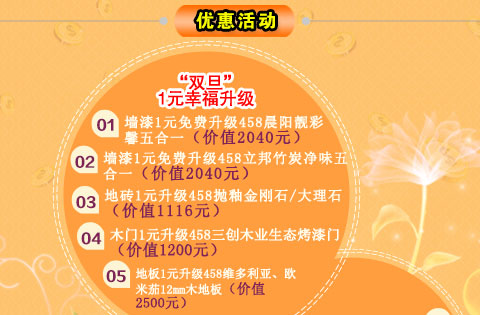 优惠活动
“双旦”
1元幸福升级
01 墙漆1元免费升级458晨阳靓彩
馨五合一（价值2040元）
02 墙漆1元免费升级458立邦竹炭净味五
合一（价值2040元）
03 地砖1元升级458抛釉金刚石/大理石
（价值1116元）
04 木门1元升级458三创木业生态烤漆门
（价值1200元）
05 地板1元升级458维多利亚、欧
米茄12mm木地板（价值
2500元）